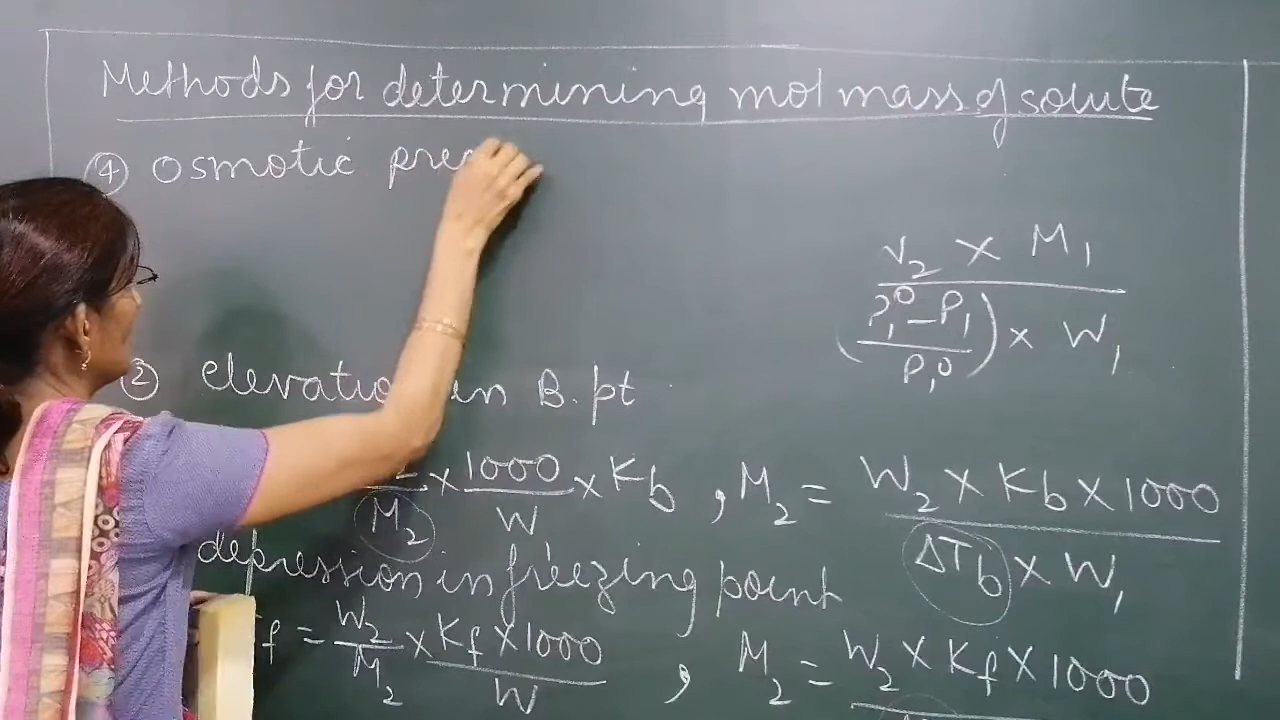 Methods for determining mol mass of solute
④ Osmotic pre
W2 × M1
(P1⁰ - P1 / P1⁰) × W1
② elevation in B.pt
M2 × 1000/W × Kb , M2 = W2 × Kb × 1000 / ΔTb × W1
depression in freezing point
f = W2/M2 × Kf × 1000 / W , M2 = W2 × Kf × 1000